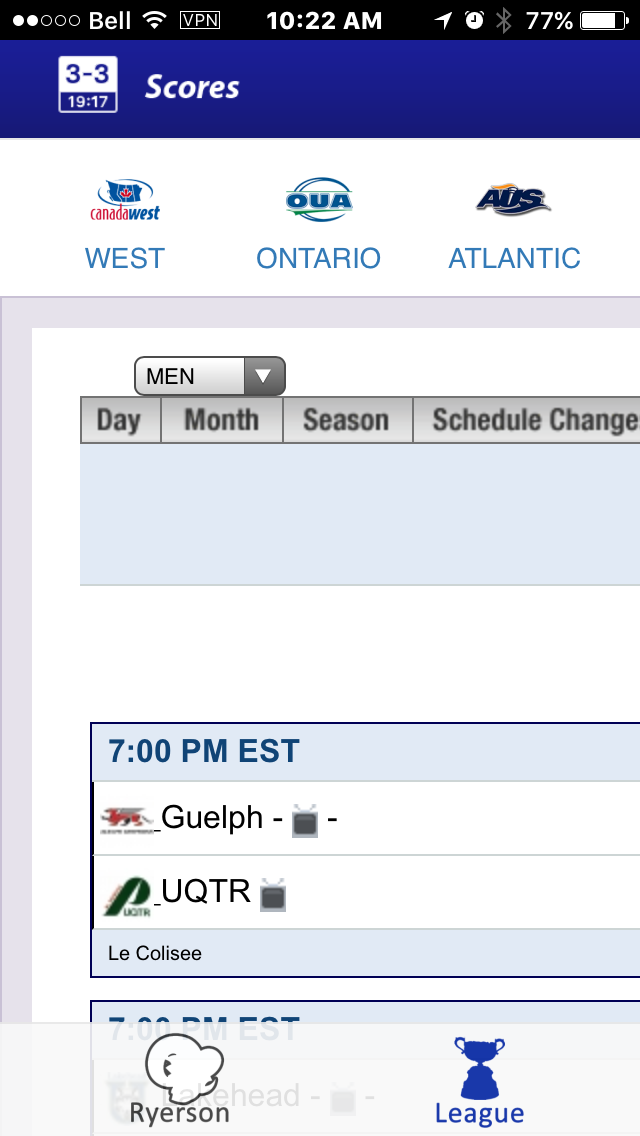 Bell VPN 10:22 AM 77%
3-3
19:17
Scores
canadawest OUA AUS
WEST ONTARIO ATLANTIC
MEN
Day Month Season Schedule Change
7:00 PM EST
Guelph - -
UQTR
UQTR
Le Colisee
7:00 PM EST
Lakehead - -
Ryerson League